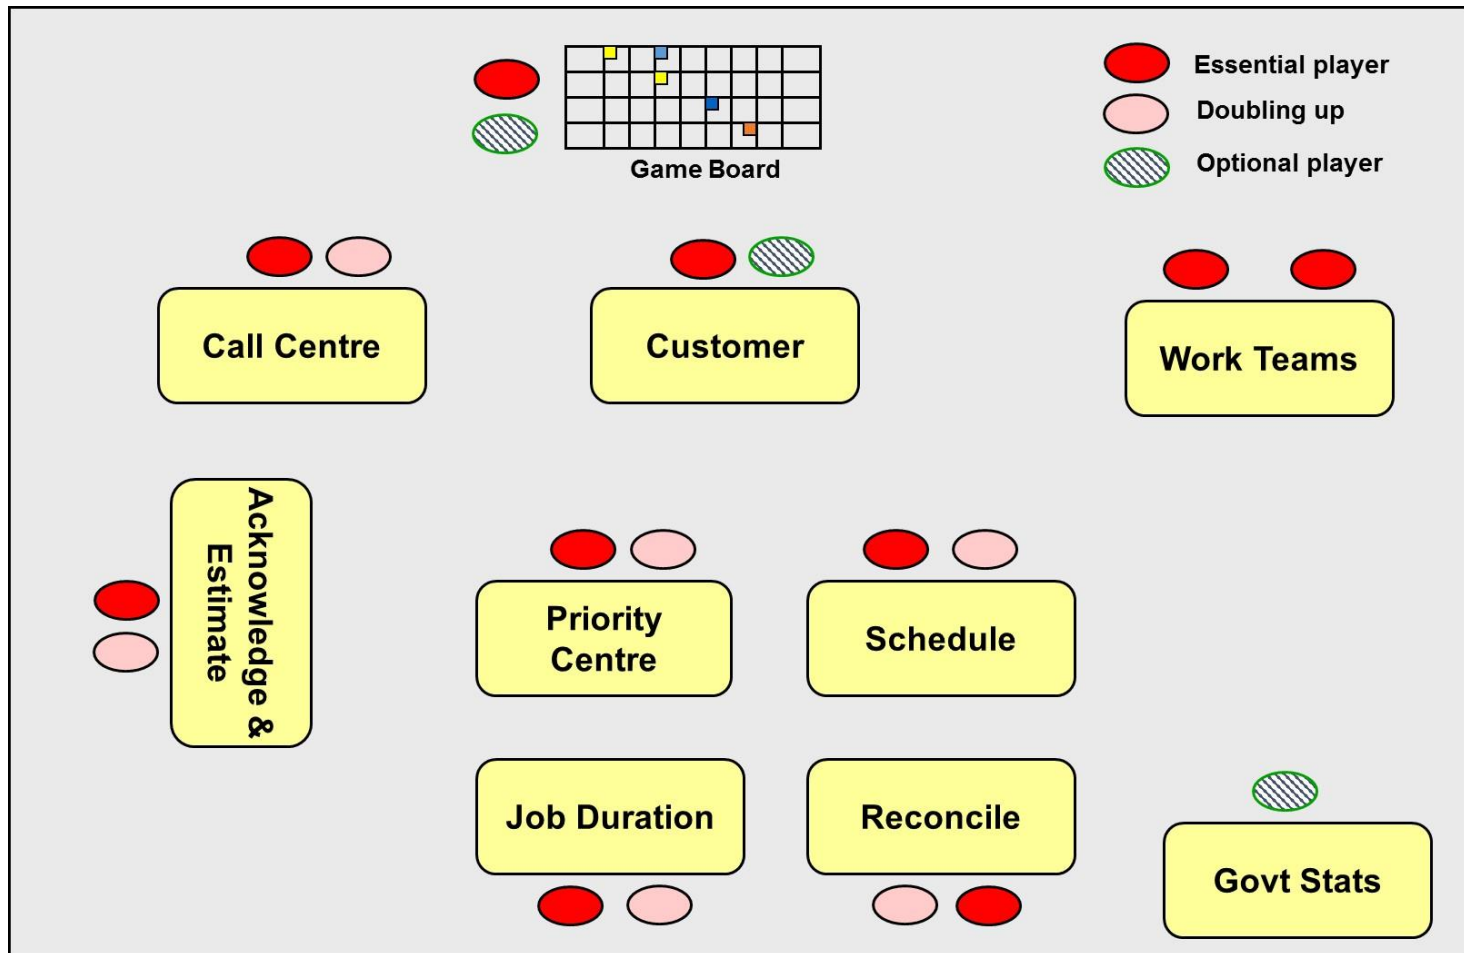 Essential player
Doubling up
Optional player
Game Board
Call Centre
Customer
Work Teams
Acknowledge &
Estimate
Priority
Centre
Schedule
Job Duration
Reconcile
Govt Stats